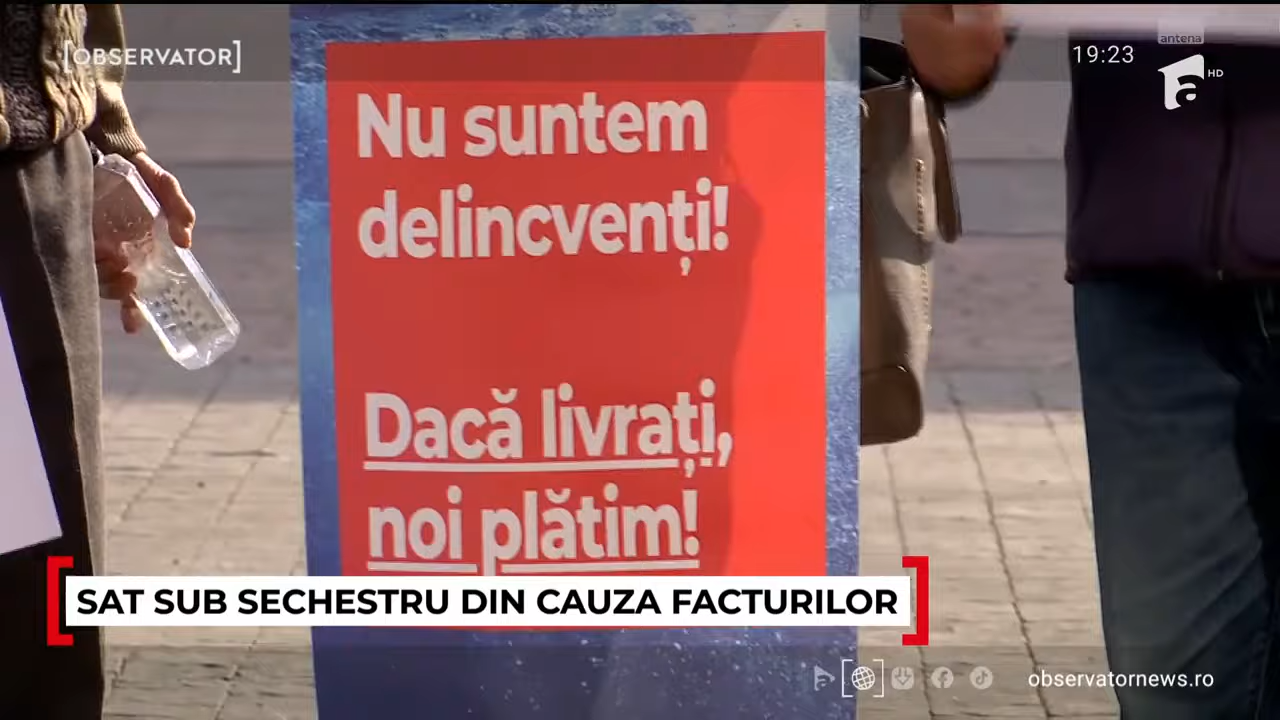 [OBSERVATOR]
19:23
antena
a
HD
Nu suntem
delincvenți!
Dacă livrați,
noi plătim!
SAT SUB SECHESTRU DIN CAUZA FACTURILOR
observatornews.ro